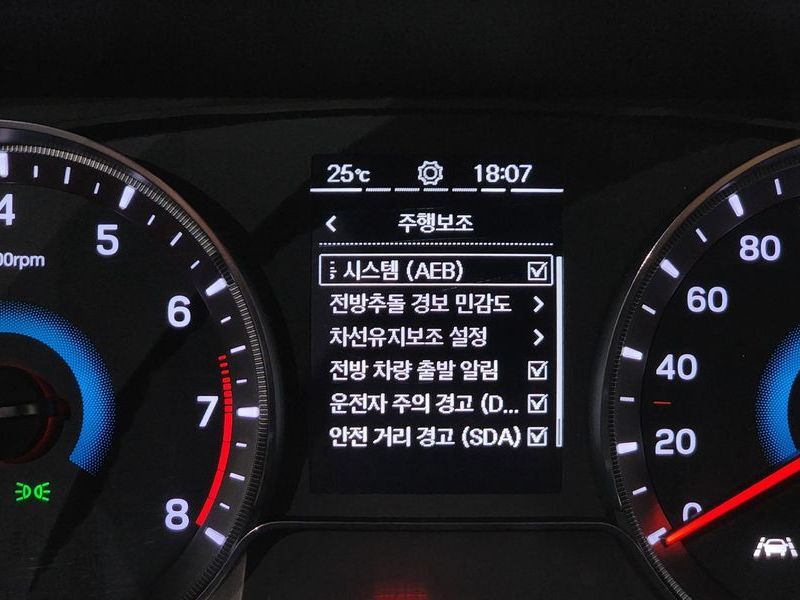 25℃ 18:07
주행보조
시스템 (AEB)
전방추돌 경보 민감도
차선유지보조 설정
전방 차량 출발 알림
운전자 주의 경고 (D...
안전 거리 경고 (SDA)
4
5
6
7
8
00rpm
80
60
40
20
0